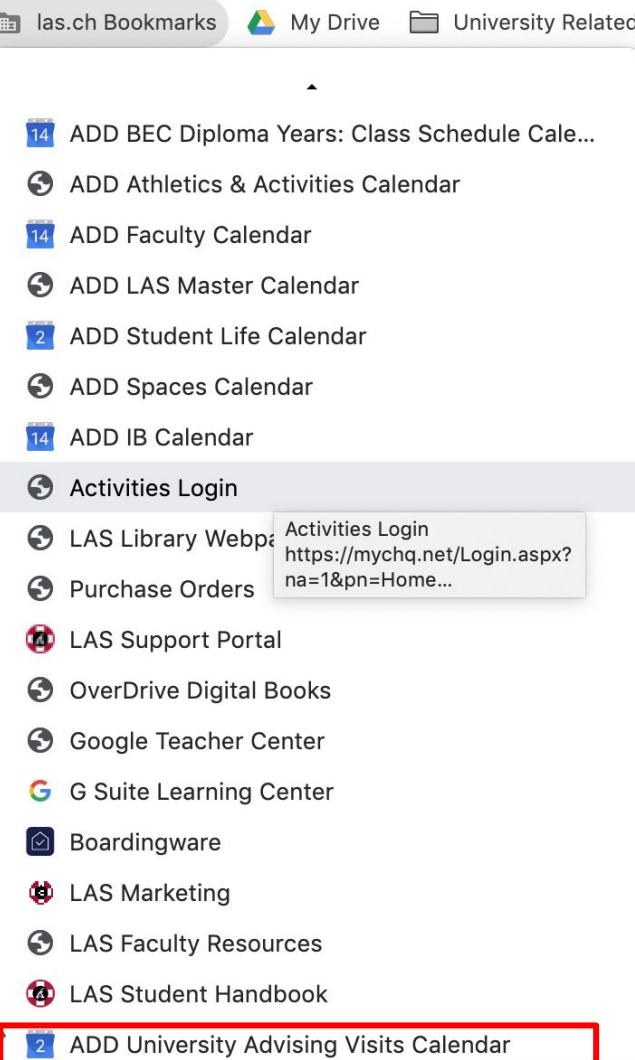 las.ch Bookmarks My Drive University Related
14 ADD BEC Diploma Years: Class Schedule Cale...
ADD Athletics & Activities Calendar
14 ADD Faculty Calendar
ADD LAS Master Calendar
2 ADD Student Life Calendar
ADD Spaces Calendar
14 ADD IB Calendar
Activities Login
LAS Library Webpa
Activities Login
https://mychq.net/Login.aspx?
na=1&pn=Home...
Purchase Orders
LAS Support Portal
OverDrive Digital Books
Google Teacher Center
G G Suite Learning Center
Boardingware
LAS Marketing
LAS Faculty Resources
LAS Student Handbook
2 ADD University Advising Visits Calendar